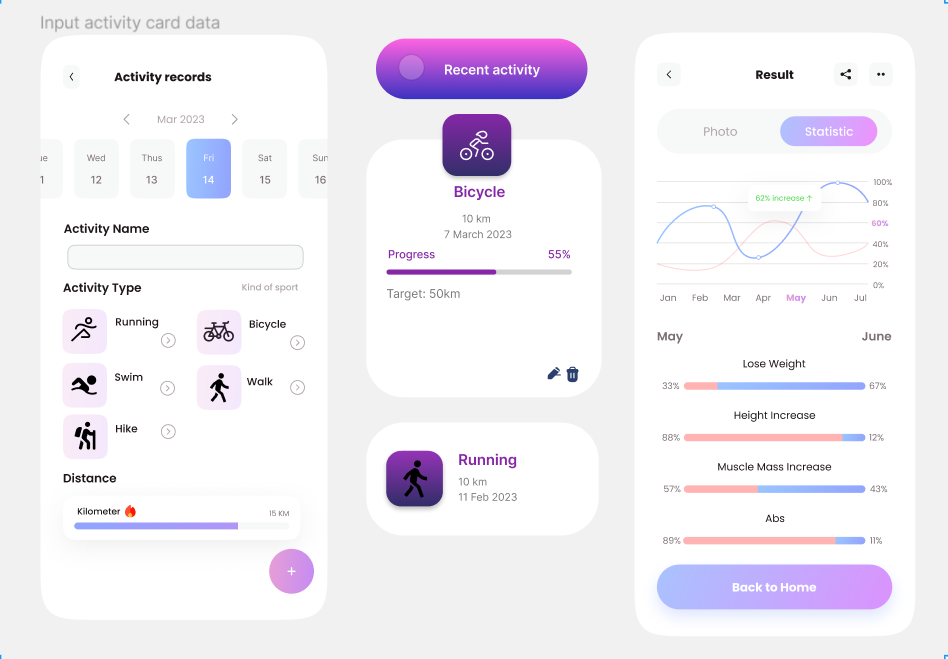 Input activity card data
Activity records
Mar 2023
ue Wed Thus Fri Sat Sun
1 12 13 14 15 16
Activity Name
Activity Type Kind of sport
Running Bicycle
Swim Walk
Hike
Distance
Kilometer 15 KM
+
Recent activity
Bicycle
10 km
7 March 2023
Progress 55%
Target: 50km
Running
10 km
11 Feb 2023
Result
Photo Statistic
100%
62% increase ↑
80%
60%
40%
20%
0%
Jan Feb Mar Apr May Jun Jul
May June
Lose Weight
33% 67%
Height Increase
88% 12%
Muscle Mass Increase
57% 43%
Abs
89% 11%
Back to Home